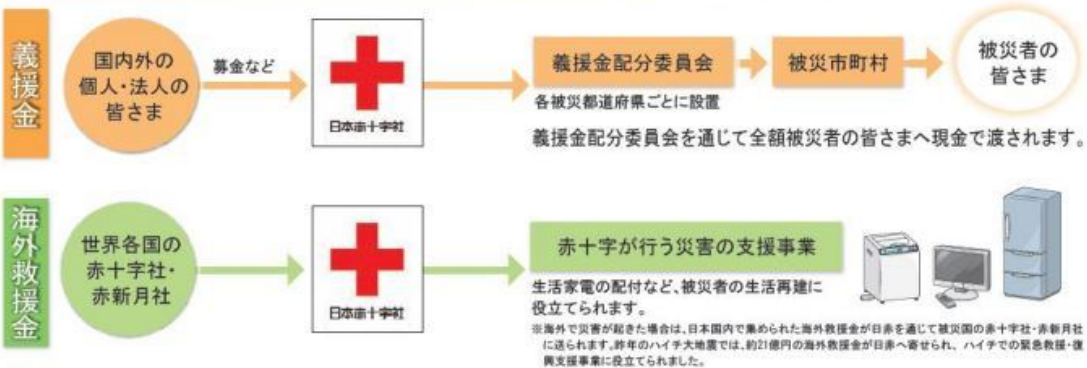 義援金
国内外の
個人・法人の
皆さま
募金など
日本赤十字社
義援金配分委員会
被災市町村
被災者の
皆さま
各被災都道府県ごとに設置
義援金配分委員会を通じて全額被災者の皆さまへ現金で渡されます。
海外救援金
世界各国の
赤十字社・
赤新月社
日本赤十字社
赤十字が行う災害の支援事業
生活家電の配付など、被災者の生活再建に
役立てられます。
※海外で災害が起きた場合は、日本国内で集められた海外救援金が日赤を通じて被災国の赤十字社・赤新月社
に送られます。昨年のハイチ大地震では、約21億円の海外救援金が日赤へ寄せられ、ハイチでの緊急救援・復
興支援事業に役立てられました。